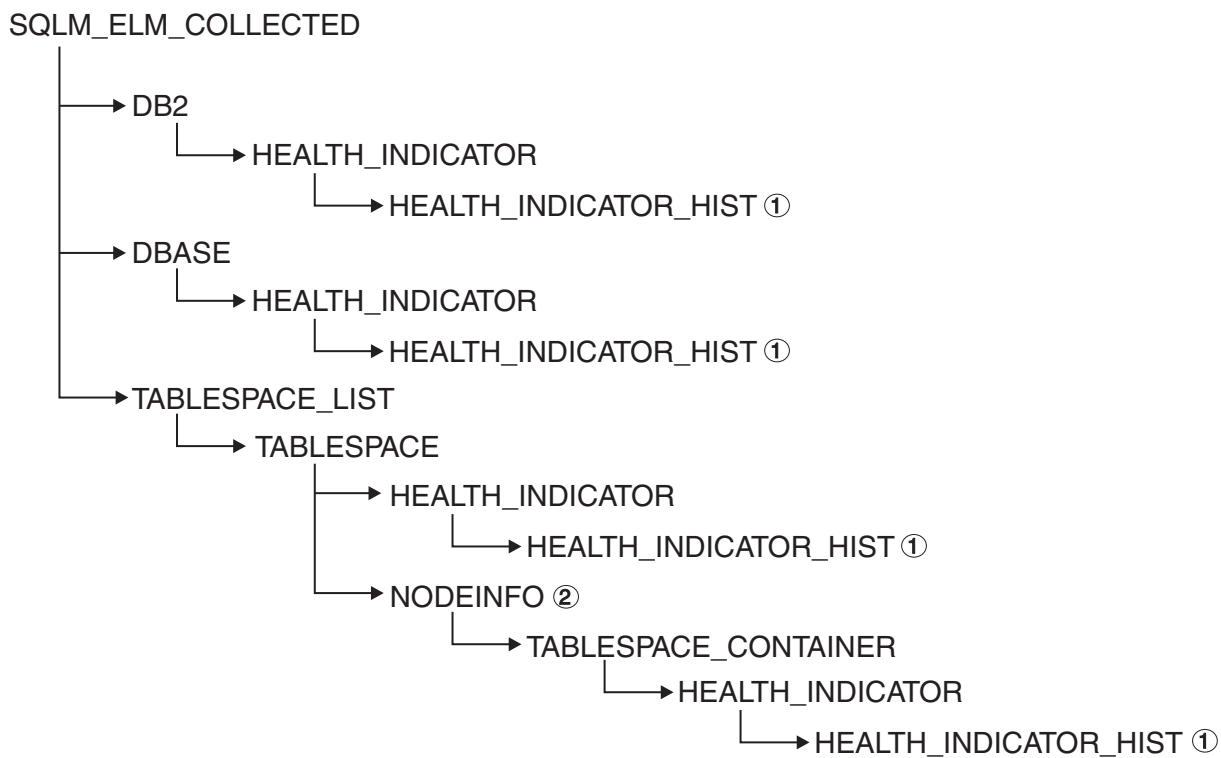 SQLM_ELM_COLLECTED
DB2
HEALTH_INDICATOR
HEALTH_INDICATOR_HIST ①
DBASE
HEALTH_INDICATOR
HEALTH_INDICATOR_HIST ①
TABLESPACE_LIST
TABLESPACE
HEALTH_INDICATOR
HEALTH_INDICATOR_HIST ①
NODEINFO ②
TABLESPACE_CONTAINER
HEALTH_INDICATOR
HEALTH_INDICATOR_HIST ①